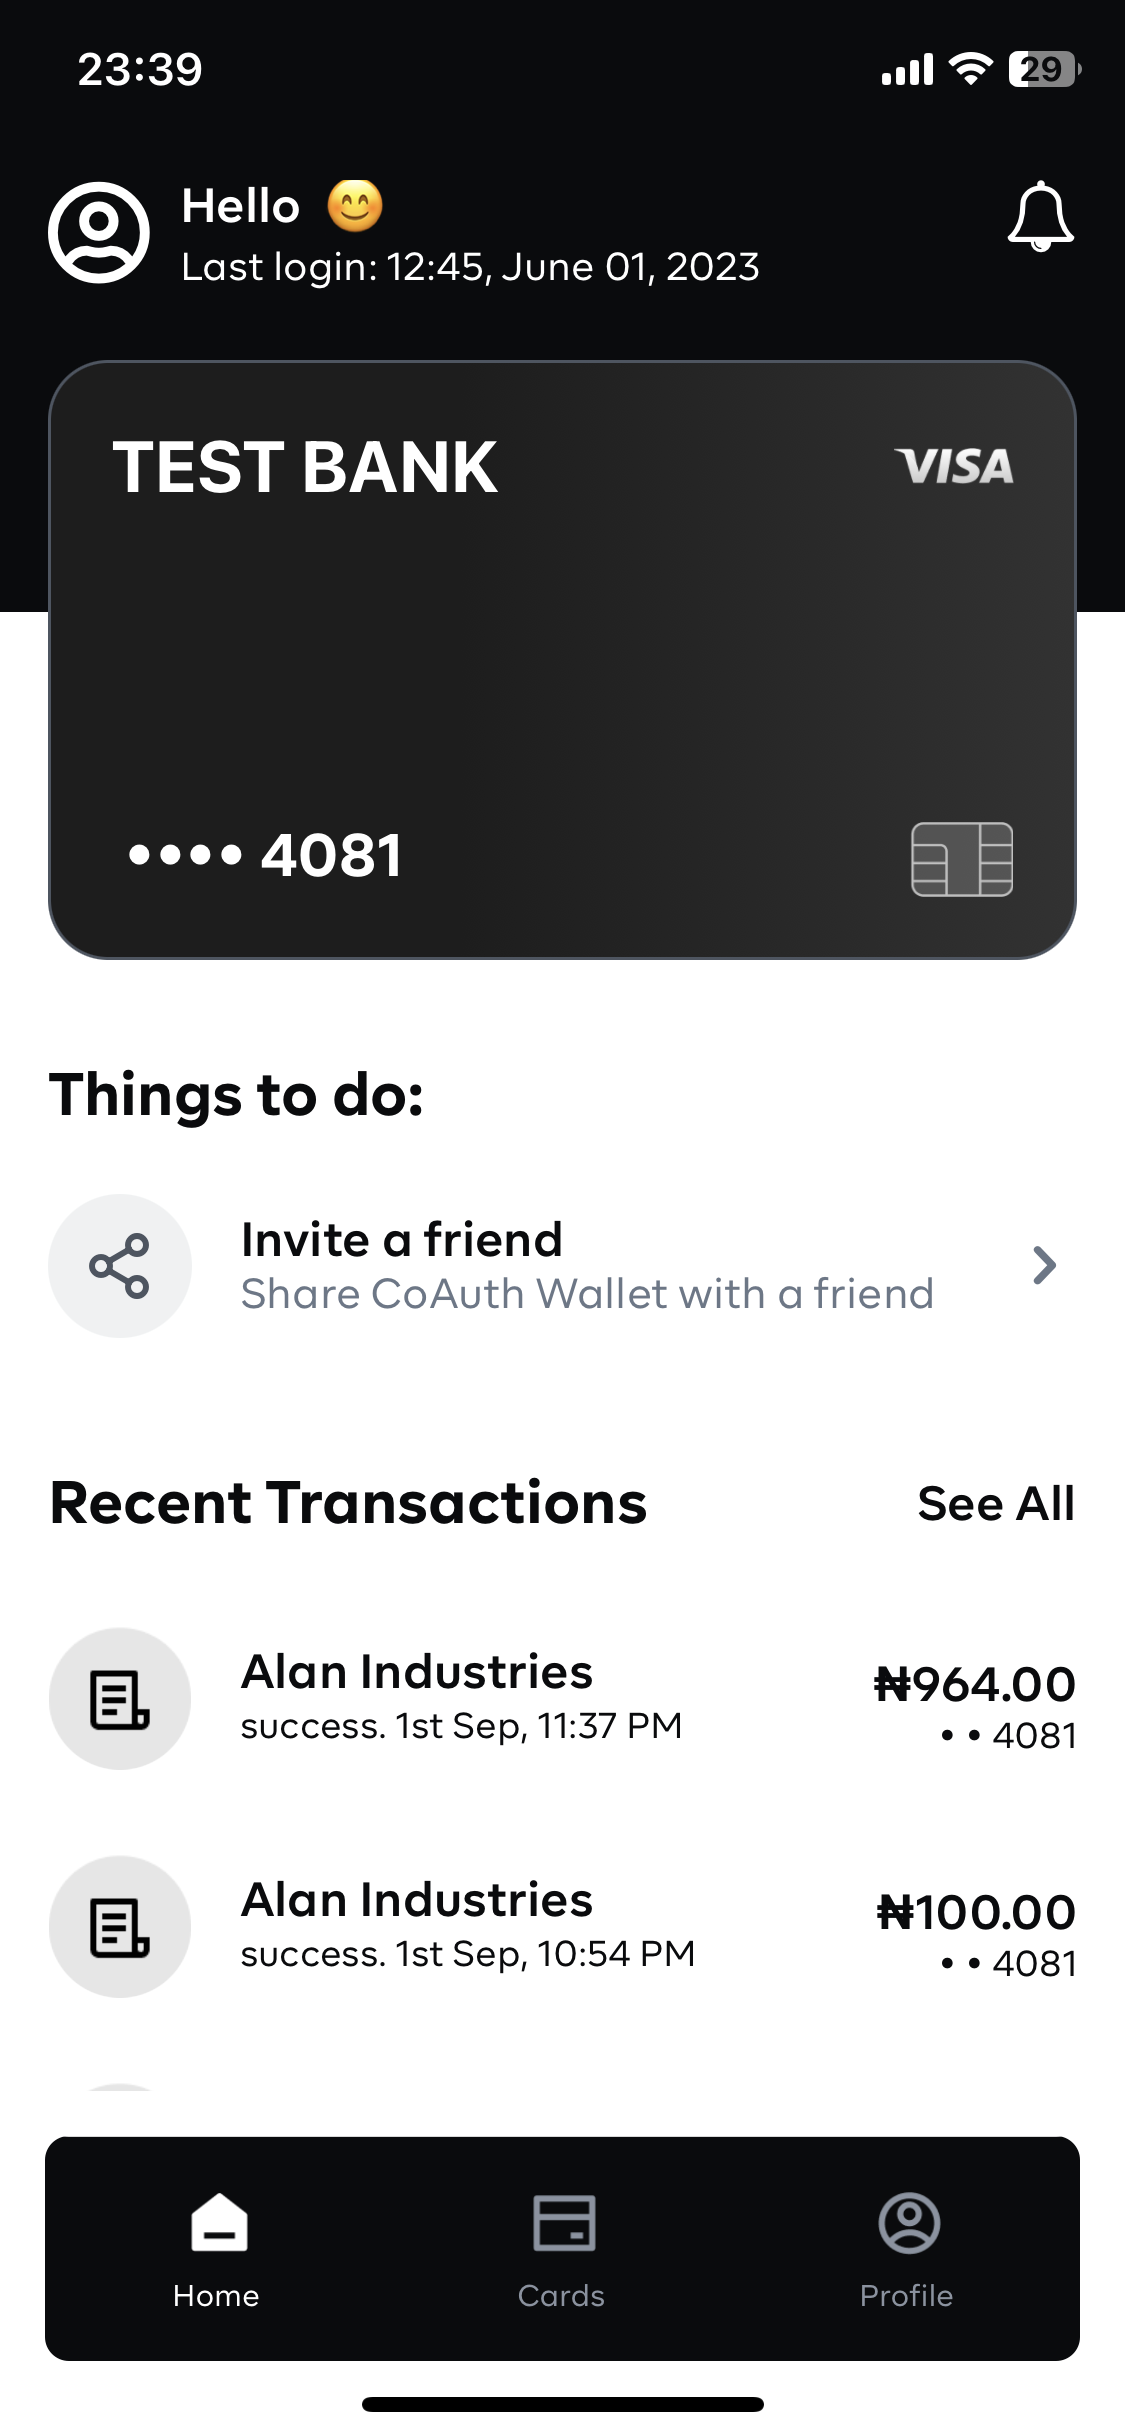 23:39
29
Hello 😊
Last login: 12:45, June 01, 2023
TEST BANK
VISA
•••• 4081
Things to do:
Invite a friend
Share CoAuth Wallet with a friend
Recent Transactions
See All
Alan Industries
₦964.00
success. 1st Sep, 11:37 PM
• • 4081
Alan Industries
₦100.00
success. 1st Sep, 10:54 PM
• • 4081
Home
Cards
Profile